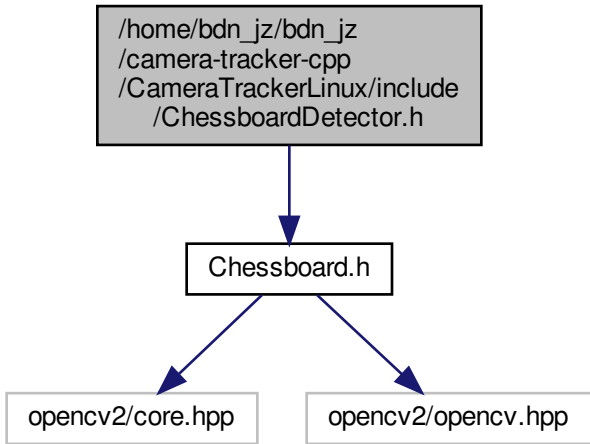 /home/bdn_jz/bdn_jz
/camera-tracker-cpp
/CameraTrackerLinux/include
/ChessboardDetector.h
Chessboard.h
opencv2/core.hpp
opencv2/opencv.hpp